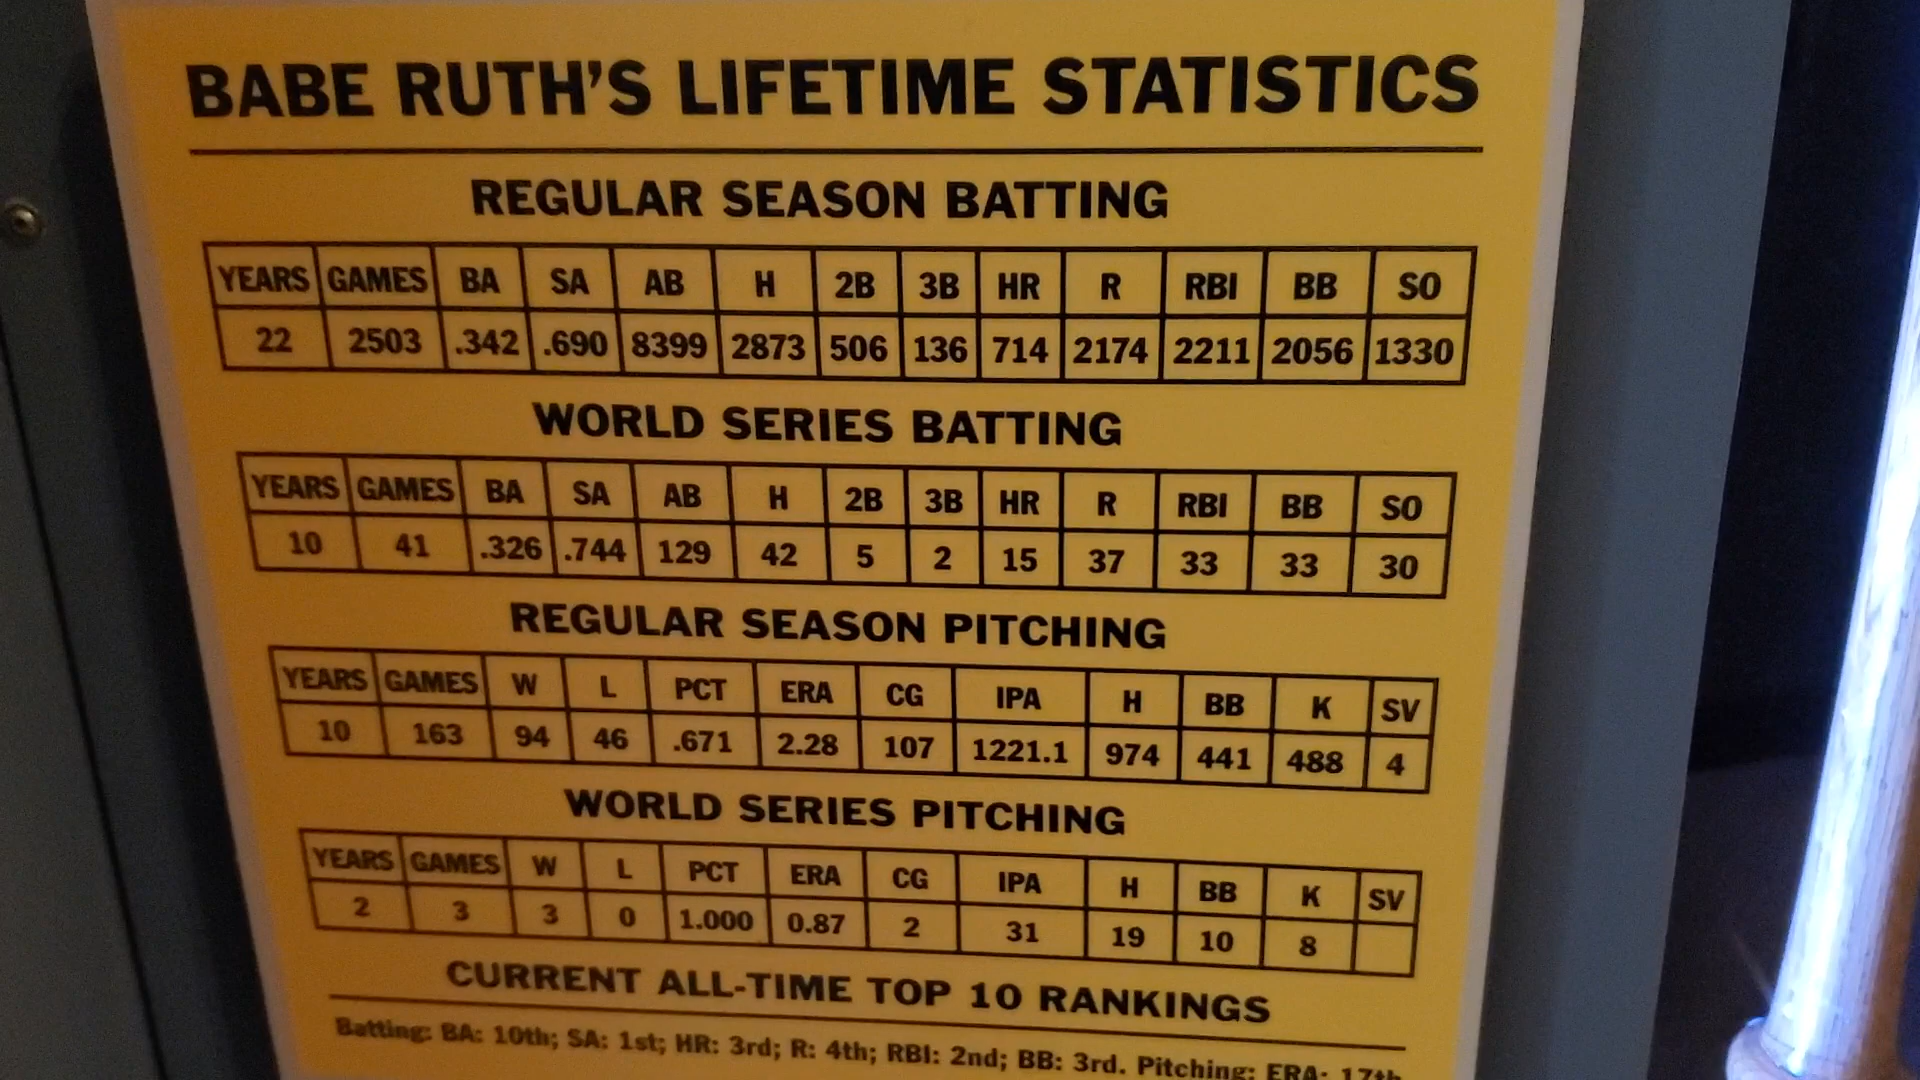 BABE RUTH'S LIFETIME STATISTICS
REGULAR SEASON BATTING
YEARS GAMES BA SA AB H 2B 3B HR R RBI BB SO
22 2503 .342 .690 8399 2873 506 136 714 2174 2211 2056 1330
WORLD SERIES BATTING
YEARS GAMES BA SA AB H 2B 3B HR R RBI BB SO
10 41 .326 .744 129 42 5 2 15 37 33 33 30
REGULAR SEASON PITCHING
YEARS GAMES W L PCT ERA CG IPA H BB K SV
10 163 94 46 .671 2.28 107 1221.1 974 441 488 4
WORLD SERIES PITCHING
YEARS GAMES W L PCT ERA CG IPA H BB K SV
2 3 3 0 1.000 0.87 2 31 19 10 8
CURRENT ALL-TIME TOP 10 RANKINGS
Batting: BA: 10th; SA: 1st; HR: 3rd; R: 4th; RBI: 2nd; BB: 3rd. Pitching: ERA: 17th